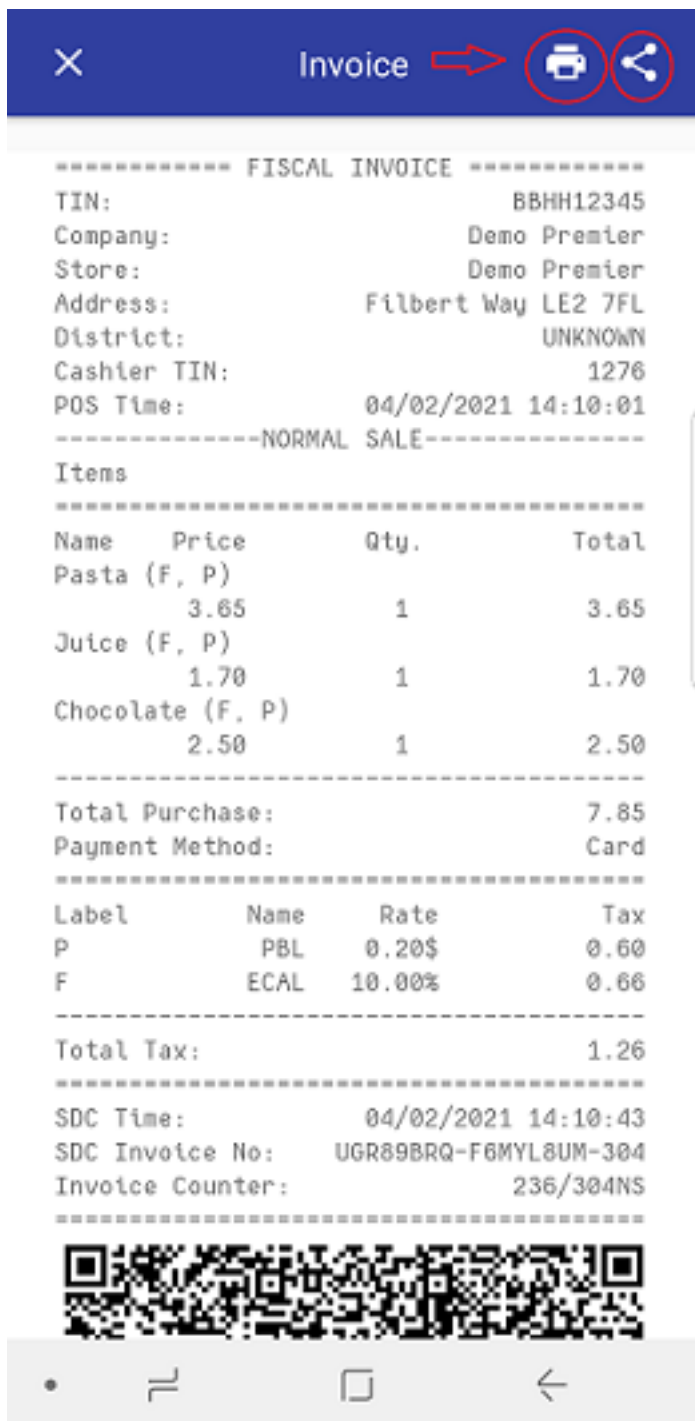 Invoice
============ FISCAL INVOICE ============
TIN: BBHH12345
Company: Demo Premier
Store: Demo Premier
Address: Filbert Way LE2 7FL
District: UNKNOWN
Cashier TIN: 1276
POS Time: 04/02/2021 14:10:01
--------------NORMAL SALE---------------
Items
========================================
Name Price Qty. Total
Pasta (F, P)
3.65 1 3.65
Juice (F, P)
1.70 1 1.70
Chocolate (F, P)
2.50 1 2.50
----------------------------------------
Total Purchase: 7.85
Payment Method: Card
========================================
Label Name Rate Tax
P PBL 0.20$ 0.60
F ECAL 10.00% 0.66
----------------------------------------
Total Tax: 1.26
========================================
SDC Time: 04/02/2021 14:10:43
SDC Invoice No: UGR89BRQ-F6MYL8UM-304
Invoice Counter: 236/304NS
========================================